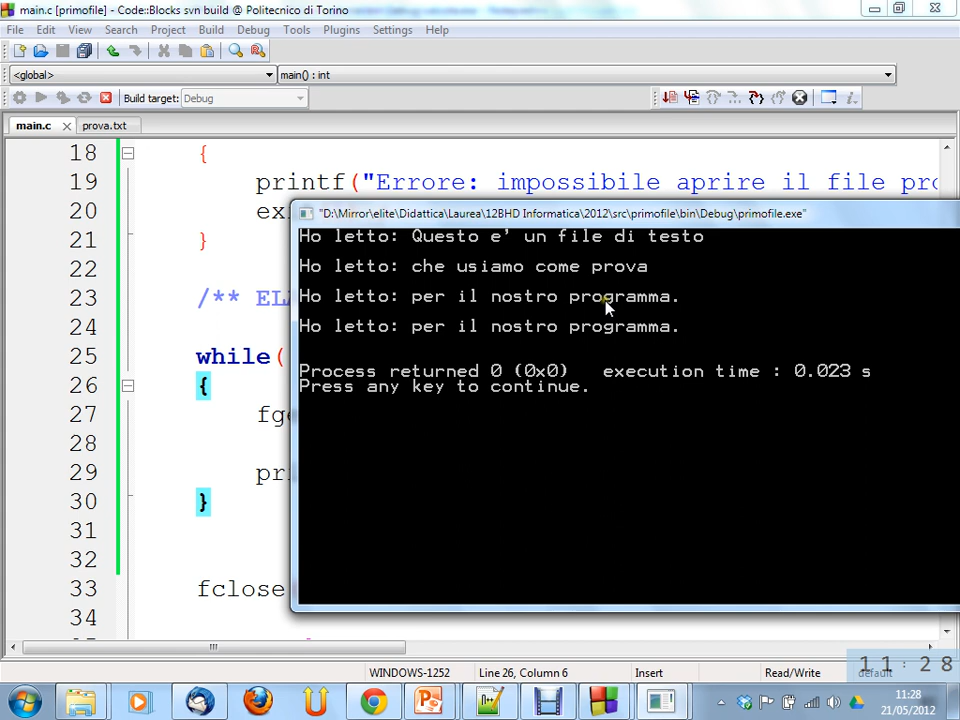 main.c [primofile] - Code::Blocks svn build @ Politecnico di Torino
File Edit View Search Project Build Debug Tools Plugins Settings Help
<global> main() : int
Build target: Debug
main.c prova.txt
18 {
19 printf("Errore: impossibile aprire il file pro
20 ex
21 }
22
23 /** EL
24
25 while(
26 {
27 fge
28
29 pri
30 }
31
32
33 fclose
34
"D:\Mirror\elite\Didattica\Laurea\12BHD Informatica\2012\src\primofile\bin\Debug\primofile.exe"
Ho letto: Questo e' un file di testo
Ho letto: che usiamo come prova
Ho letto: per il nostro programma.
Ho letto: per il nostro programma.
Process returned 0 (0x0) execution time : 0.023 s
Press any key to continue.
WINDOWS-1252 Line 26, Column 6 Insert Read/Write default
11:28
11:28
21/05/2012